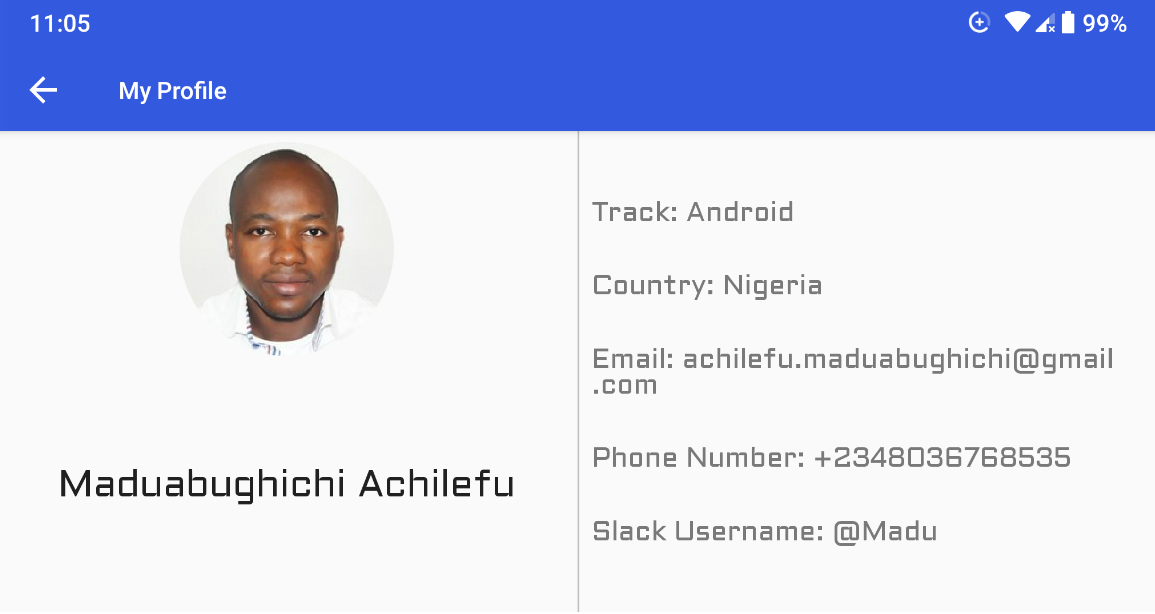 11:05
99%
My Profile
Track: Android
Country: Nigeria
Email: achilefu.maduabughichi@gmail
.com
Phone Number: +2348036768535
Slack Username: @Madu
Maduabughichi Achilefu